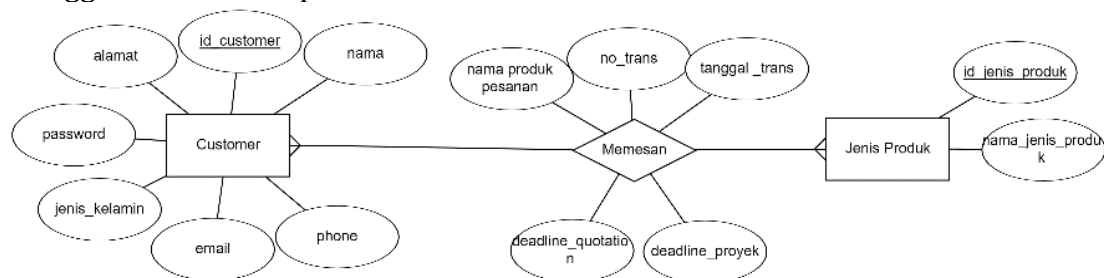 id_customer
alamat
nama
password
Customer
jenis_kelamin
email
phone
nama produk
pesanan
no_trans
tanggal _trans
Memesan
deadline_quotatio
n
deadline_proyek
id_jenis_produk
Jenis Produk
nama_jenis_produ
k